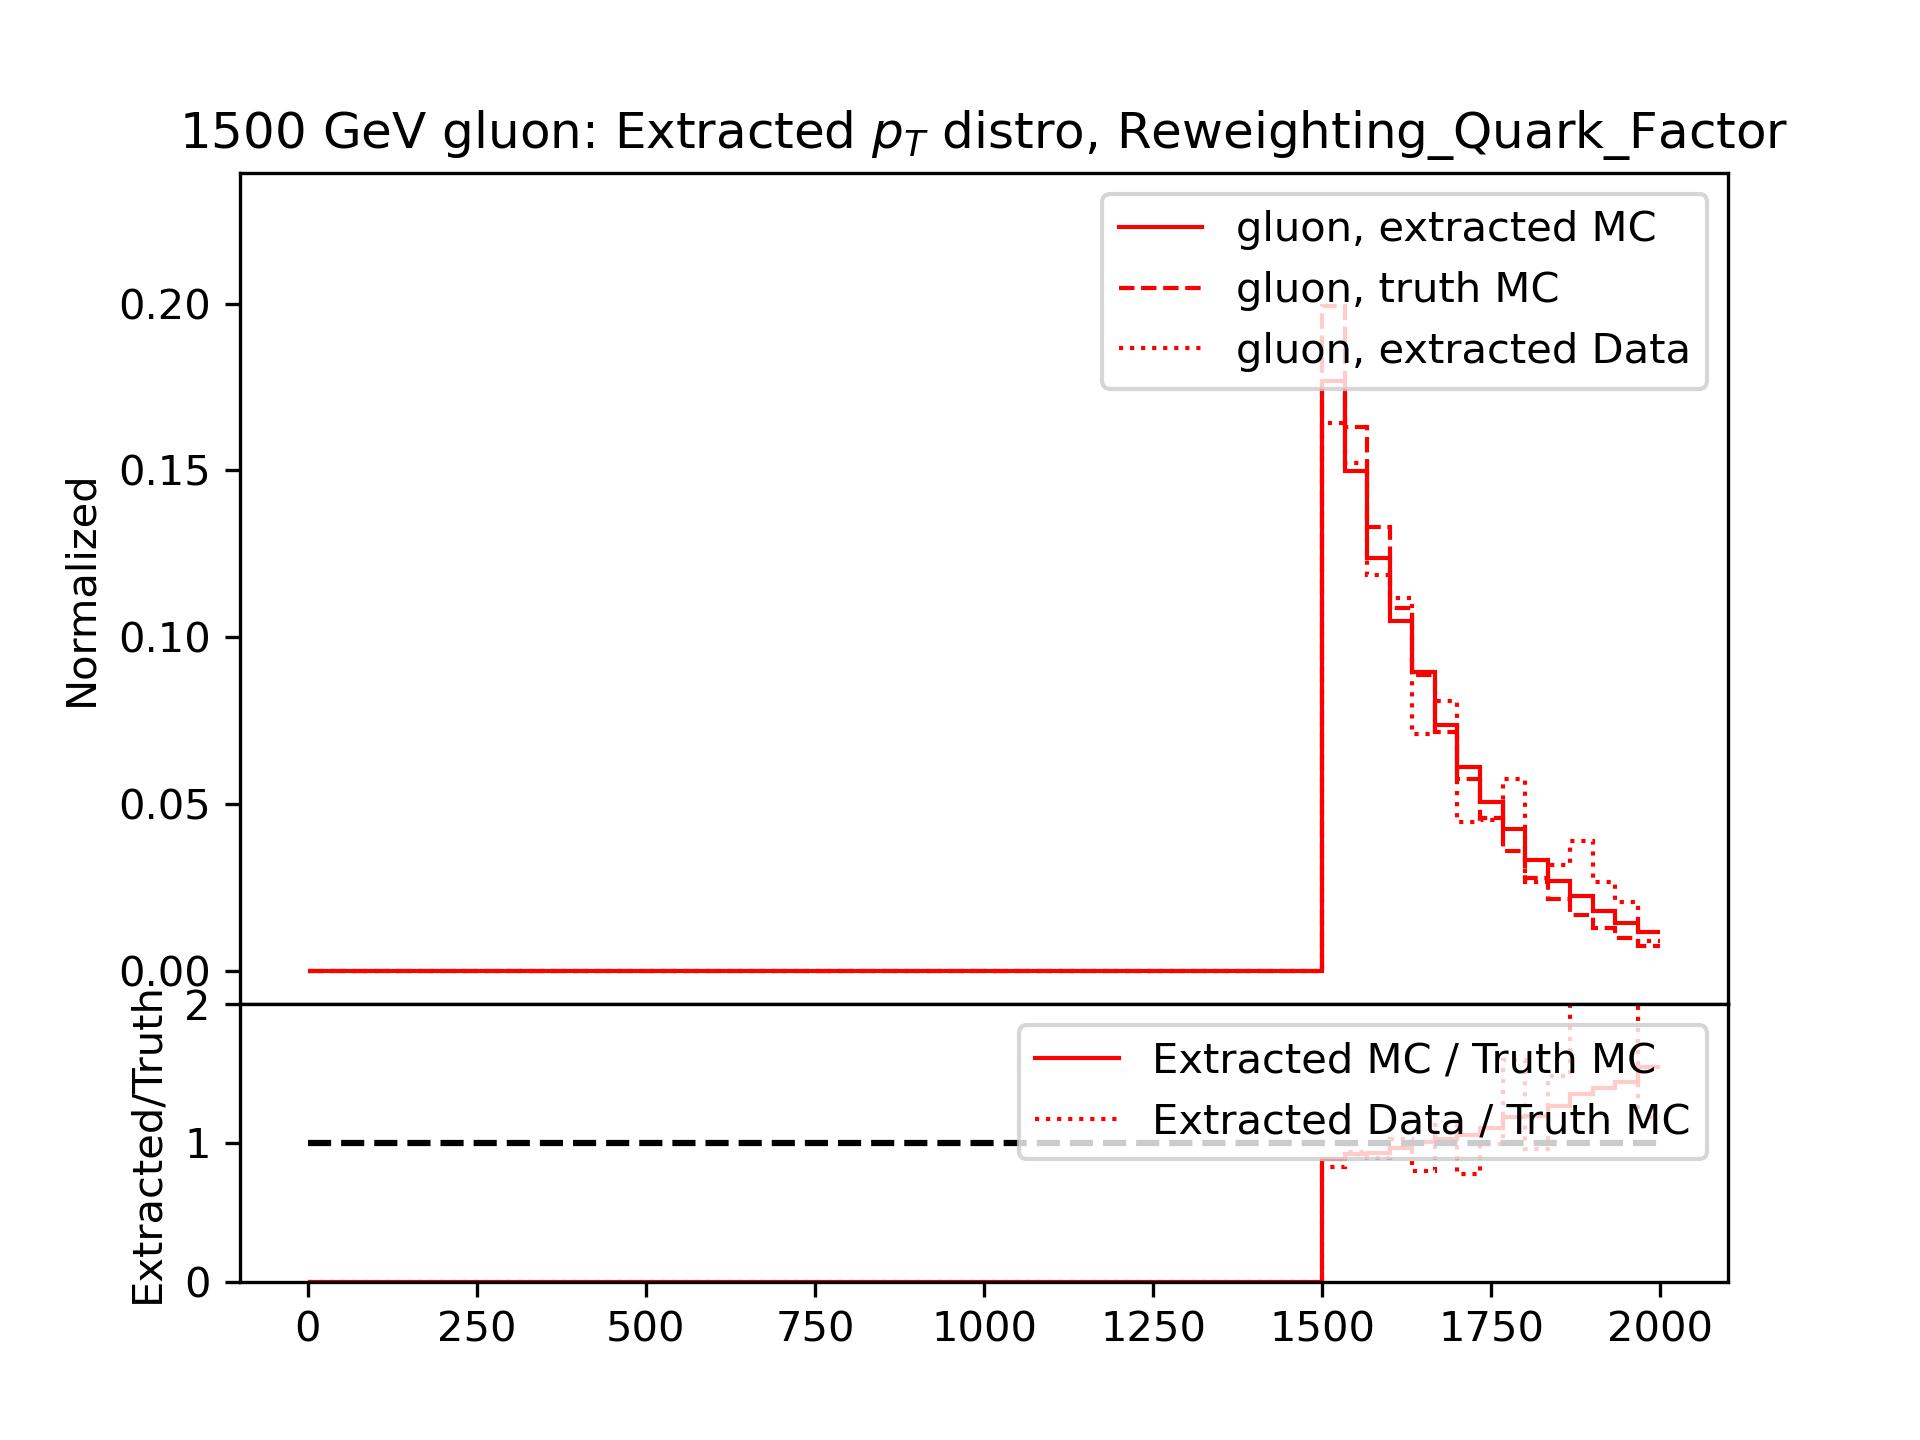 1500 GeV gluon: Extracted p_T distro, Reweighting_Quark_Factor
gluon, extracted MC
gluon, truth MC
gluon, extracted Data
Normalized
0.20
0.15
0.10
0.05
0.00
Extracted/Truth
2
1
0
Extracted MC / Truth MC
Extracted Data / Truth MC
0 250 500 750 1000 1250 1500 1750 2000